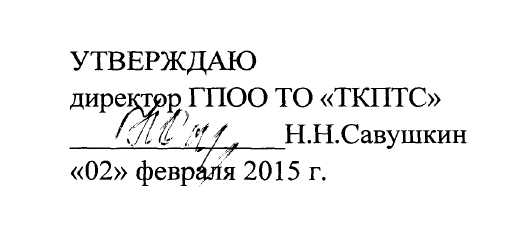 УТВЕРЖДАЮ
директор ГПОО ТО «ТКПТС»
Н.Н.Савушкин
«02» февраля 2015 г.